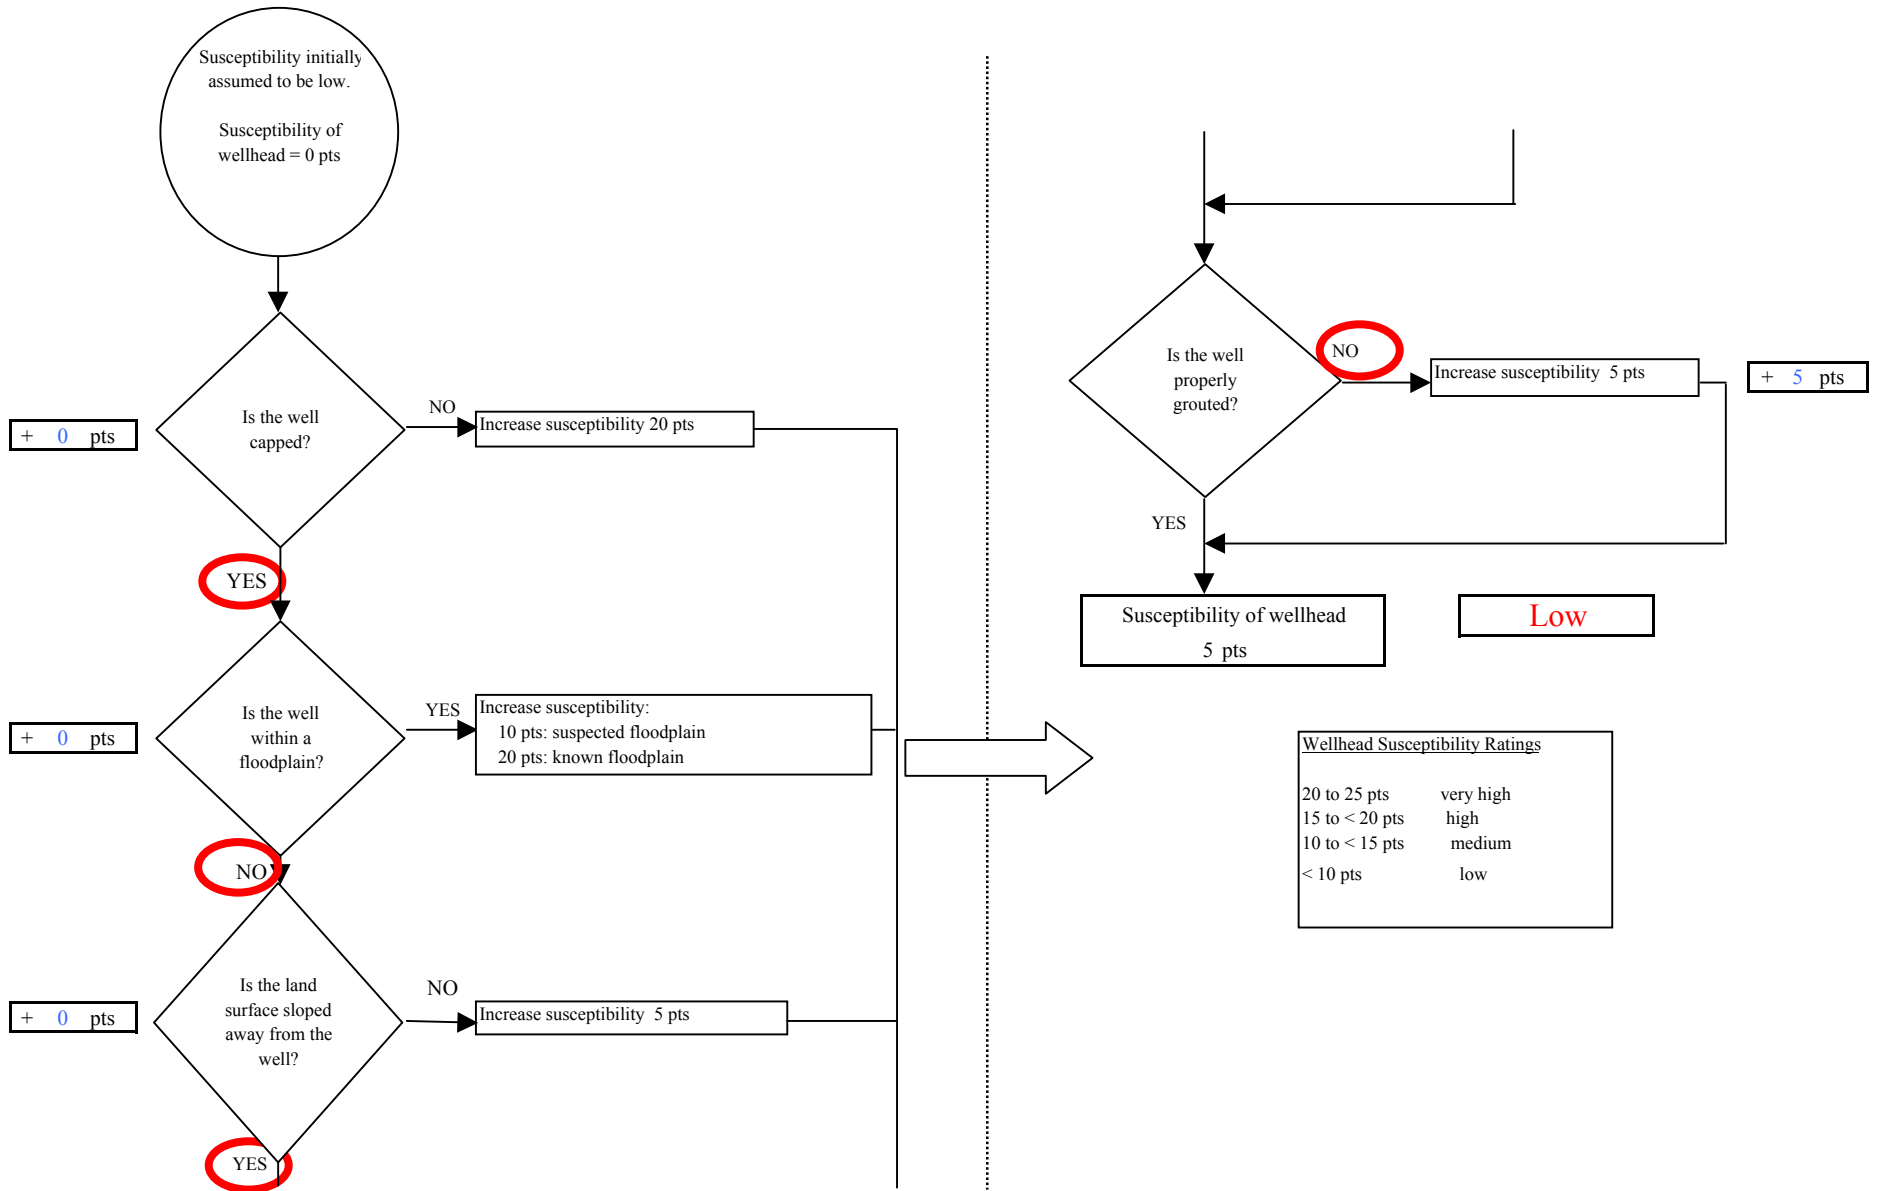 Susceptibility initially
assumed to be low.
Susceptibility of
wellhead = 0 pts
Is the well
capped?
NO
Increase susceptibility 20 pts
+ 0 pts
YES
Is the well
within a
floodplain?
YES
Increase susceptibility:
10 pts: suspected floodplain
20 pts: known floodplain
+ 0 pts
NO
Is the land
surface sloped
away from the
well?
NO
Increase susceptibility 5 pts
+ 0 pts
YES
Is the well
properly
grouted?
NO
Increase susceptibility 5 pts
+ 5 pts
YES
Susceptibility of wellhead
5 pts
Low
Wellhead Susceptibility Ratings
20 to 25 pts very high
15 to < 20 pts high
10 to < 15 pts medium
< 10 pts low